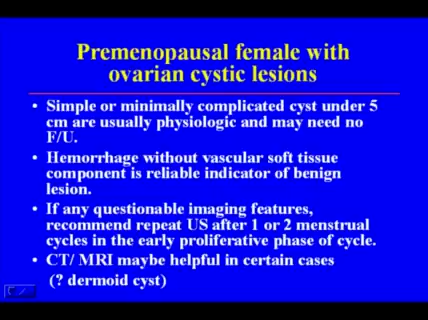 Premenopausal female with
ovarian cystic lesions
• Simple or minimally complicated cyst under 5
cm are usually physiologic and may need no
F/U.
• Hemorrhage without vascular soft tissue
component is reliable indicator of benign
lesion.
• If any questionable imaging features,
recommend repeat US after 1 or 2 menstrual
cycles in the early proliferative phase of cycle.
• CT/ MRI maybe helpful in certain cases
(? dermoid cyst)